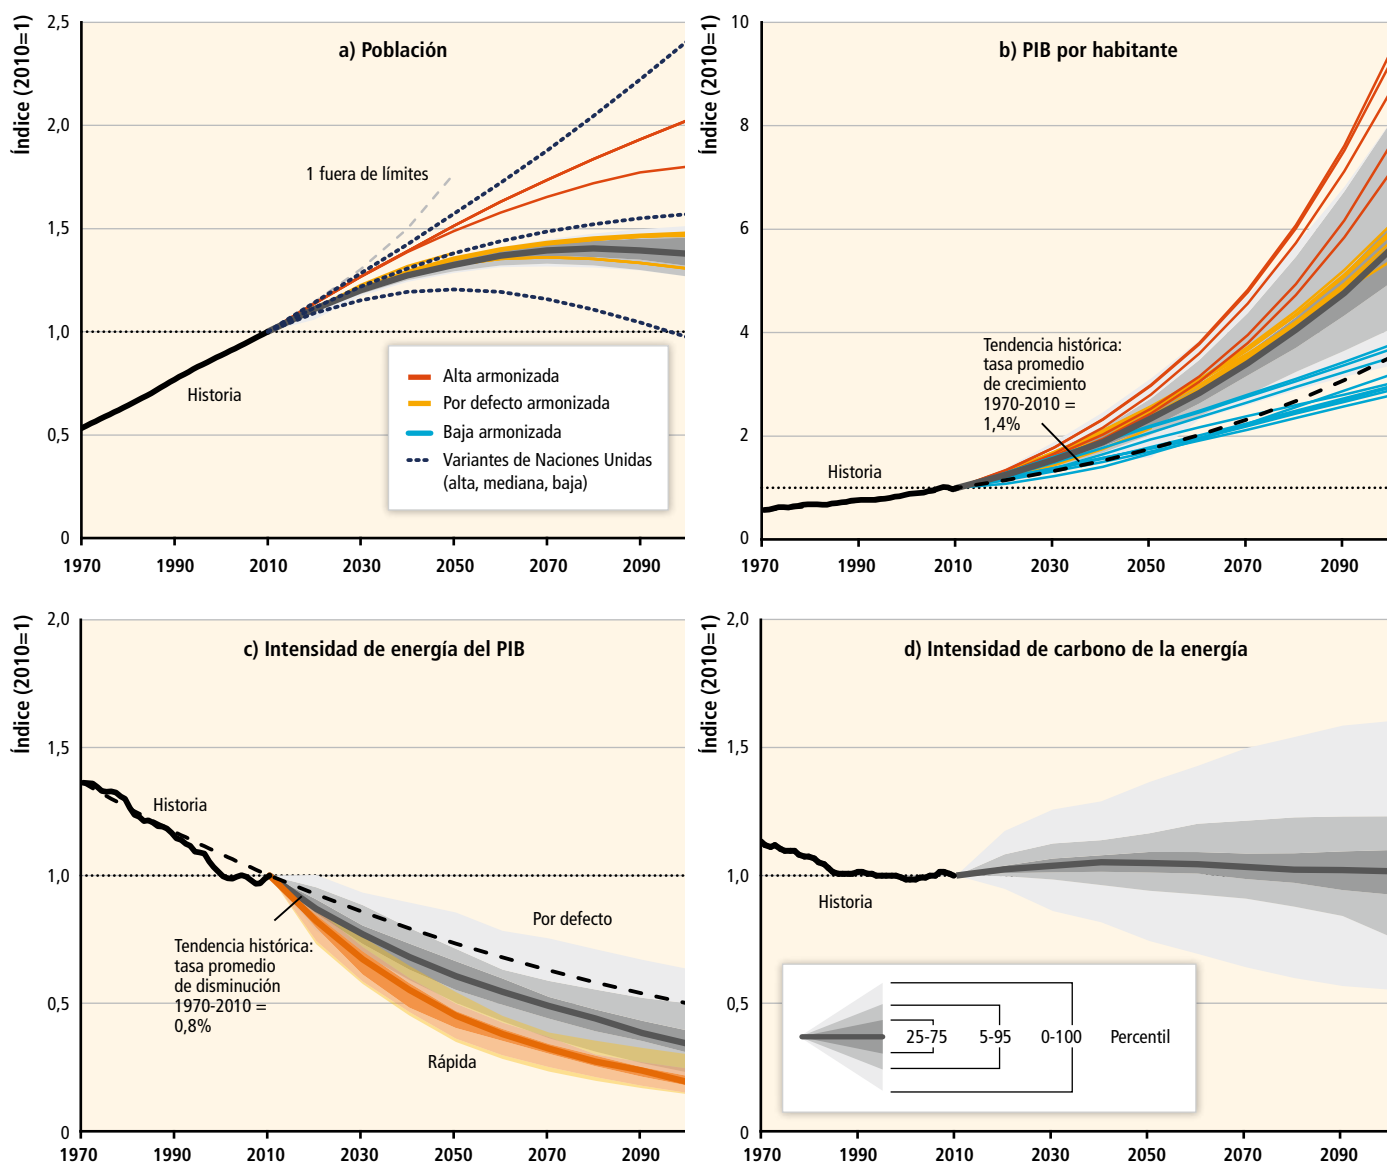 a) Población
Índice (2010=1)
2,5
2,0
1,5
1,0
0,5
0
1 fuera de límites
Historia
Alta armonizada
Por defecto armonizada
Baja armonizada
Variantes de Naciones Unidas
(alta, mediana, baja)
1970
1990
2010
2030
2050
2070
2090
b) PIB por habitante
Índice (2010=1)
10
8
6
4
2
0
Tendencia histórica:
tasa promedio
de crecimiento
1970-2010 =
1,4%
Historia
1970
1990
2010
2030
2050
2070
2090
c) Intensidad de energía del PIB
Índice (2010=1)
2,0
1,5
1,0
0,5
0
Historia
Por defecto
Tendencia histórica:
tasa promedio
de disminución
1970-2010 =
0,8%
Rápida
1970
1990
2010
2030
2050
2070
2090
d) Intensidad de carbono de la energía
Índice (2010=1)
2,0
1,5
1,0
0,5
0
Historia
25-75 5-95 0-100 Percentil
1970
1990
2010
2030
2050
2070
2090